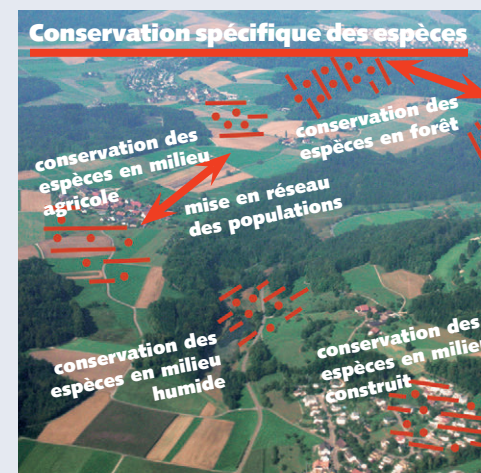 Conservation spécifique des espèces
conservation des
espèces en forêt
conservation des
espèces en milieu
agricole
mise en réseau
des populations
conservation des
espèces en milieu
humide
conservation des
espèces en milieu
construit